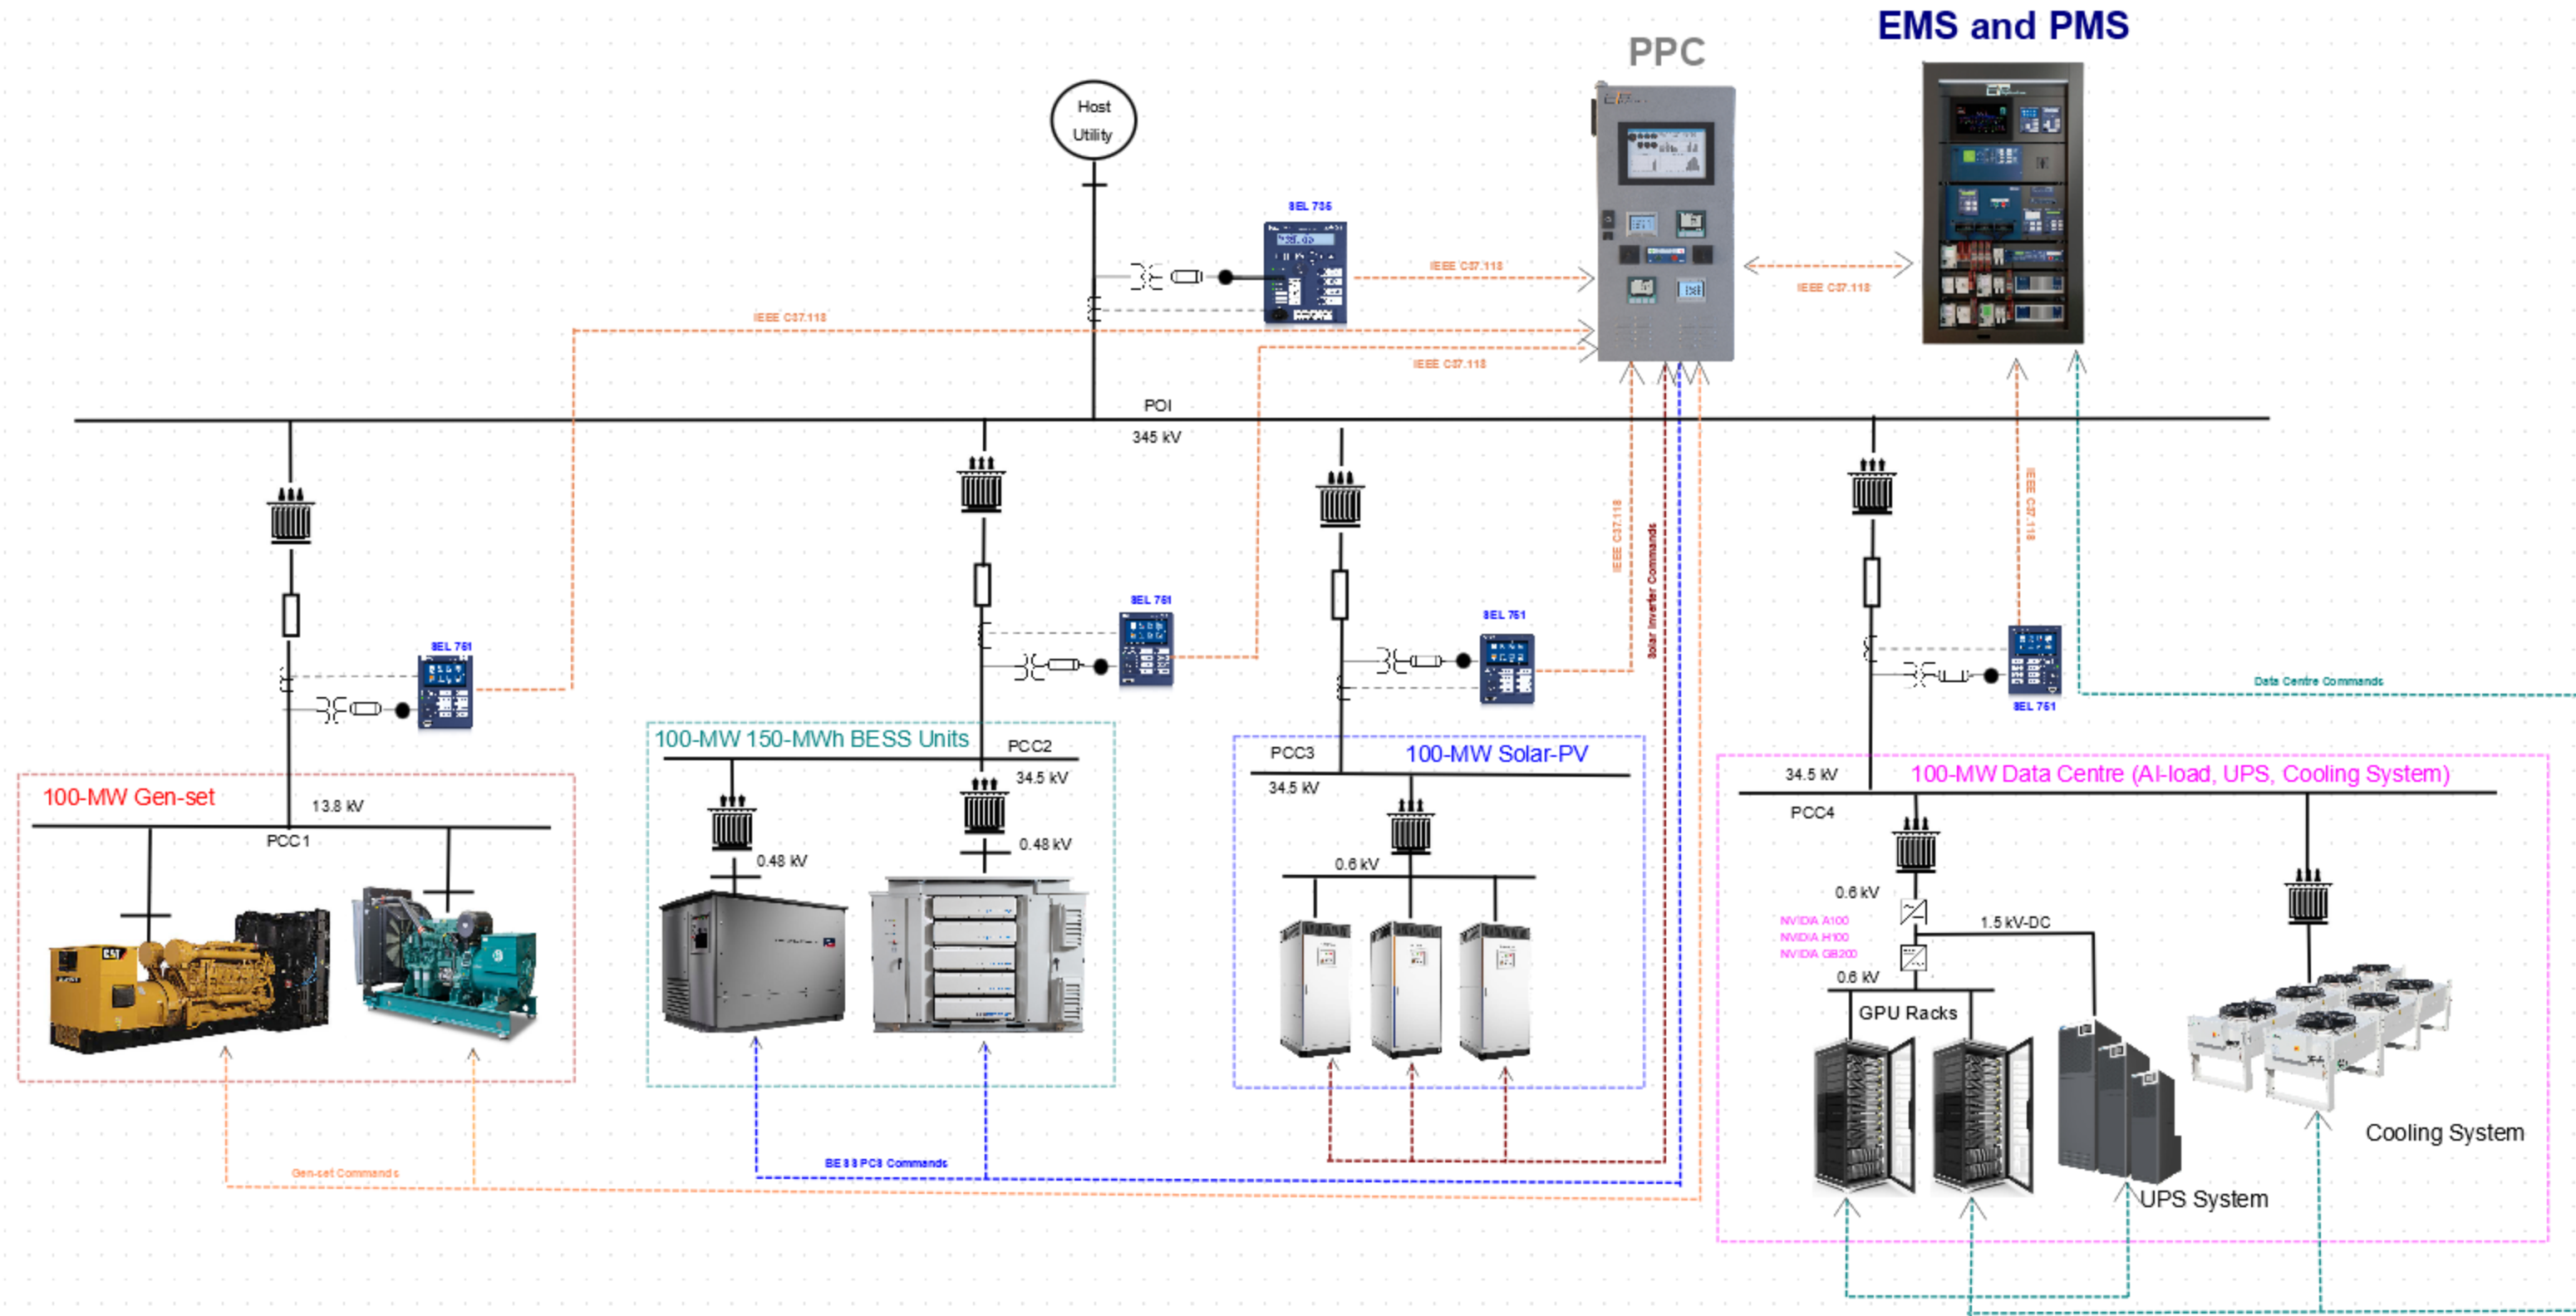 EMS and PMS
PPC
Host
Utility
SEL 735
IEEE C37.118
IEEE C37.118
IEEE C37.118
IEEE C37.118
POI
345 kV
IEEE C37.118
Solar Inverter Commands
IEEE C37.118
SEL 751
SEL 751
SEL 751
SEL 751
Data Centre Commands
100-MW Gen-set
13.8 kV
PCC1
100-MW 150-MWh BESS Units
PCC2
34.5 kV
0.48 kV
0.48 kV
PCC3
100-MW Solar-PV
34.5 kV
0.6 kV
34.5 kV
100-MW Data Centre (AI-load, UPS, Cooling System)
PCC4
0.6 kV
NVIDIA A100
NVIDIA H100
NVIDIA GB200
1.5 kV-DC
0.6 kV
GPU Racks
CAT
Cooling System
UPS System
Gen-set Commands
BESS PCS Commands